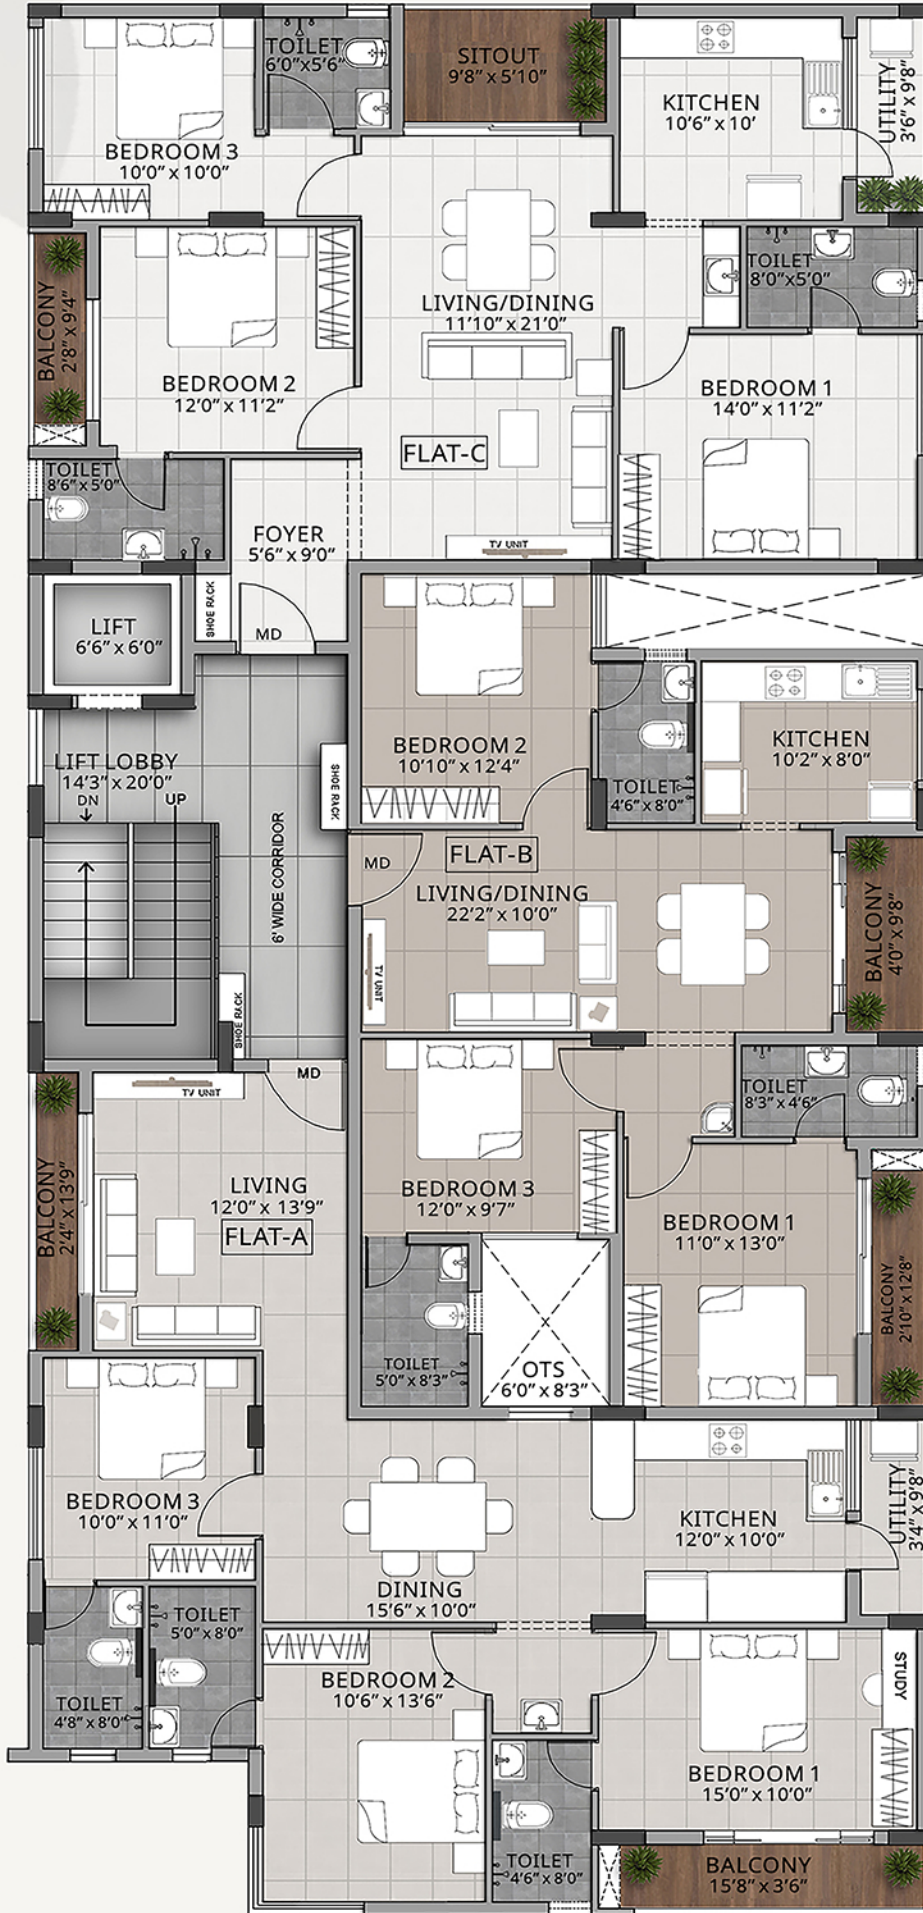 TOILET
6'0"x5'6"
SITOUT
9'8" x 5'10"
KITCHEN
10'6" x 10'
UTILITY
3'6" x 9'8"
BEDROOM 3
10'0" x 10'0"
BALCONY
2'8" x 9'4"
BEDROOM 2
12'0" x 11'2"
LIVING/DINING
11'10" x 21'0"
TOILET
8'0"x5'0"
BEDROOM 1
14'0" x 11'2"
FLAT-C
TOILET
8'6" x 5'0"
FOYER
5'6" x 9'0"
TV UNIT
SHOE RACK
MD
LIFT
6'6" x 6'0"
BEDROOM 2
10'10" x 12'4"
TOILET
4'6" x 8'0"
KITCHEN
10'2" x 8'0"
LIFT LOBBY
14'3" x 20'0"
DN
UP
SHOE RACK
6' WIDE CORRIDOR
MD
FLAT-B
LIVING/DINING
22'2" x 10'0"
TV UNIT
BALCONY
4'0" x 9'8"
SHOE RACK
MD
TV UNIT
BALCONY
2'4" x 13'9"
LIVING
12'0" x 13'9"
FLAT-A
BEDROOM 3
12'0" x 9'7"
TOILET
8'3" x 4'6"
BEDROOM 1
11'0" x 13'0"
BALCONY
2'10" x 12'8"
TOILET
5'0" x 8'3"
OTS
6'0" x 8'3"
BEDROOM 3
10'0" x 11'0"
DINING
15'6" x 10'0"
KITCHEN
12'0" x 10'0"
UTILITY
3'4" x 9'8"
TOILET
5'0" x 8'0"
TOILET
4'8" x 8'0"
BEDROOM 2
10'6" x 13'6"
STUDY
BEDROOM 1
15'0" x 10'0"
TOILET
4'6" x 8'0"
BALCONY
15'8" x 3'6"